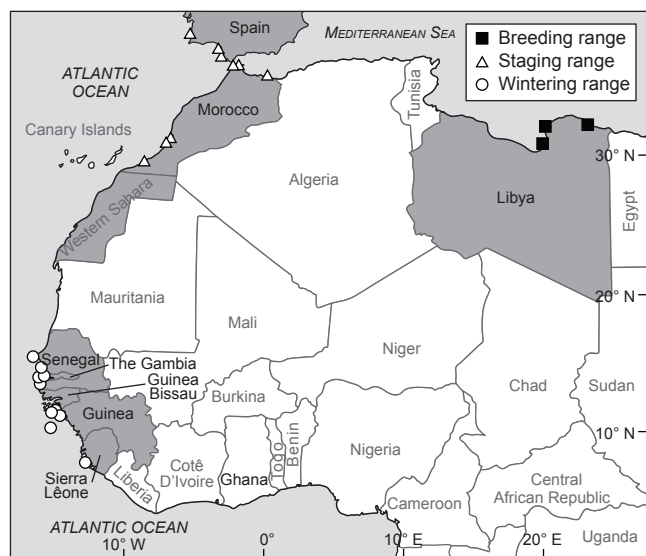 Spain
MEDITERRANEAN SEA
Breeding range
Staging range
Wintering range
ATLANTIC
OCEAN
Morocco
Tunisia
Canary Islands
30° N
Algeria
Libya
Egypt
Western Sahara
Mauritania
20° N
Mali
Niger
Senegal
The Gambia
Guinea
Bissau
Chad
Sudan
Burkina
Guinea
10° N
Benin
Togo
Nigeria
Cotê
D'Ivoire
Ghana
Sierra
Lêone
Liberia
Central
African Republic
Cameroon
ATLANTIC OCEAN
10° W
0°
10 E
20° E
Uganda